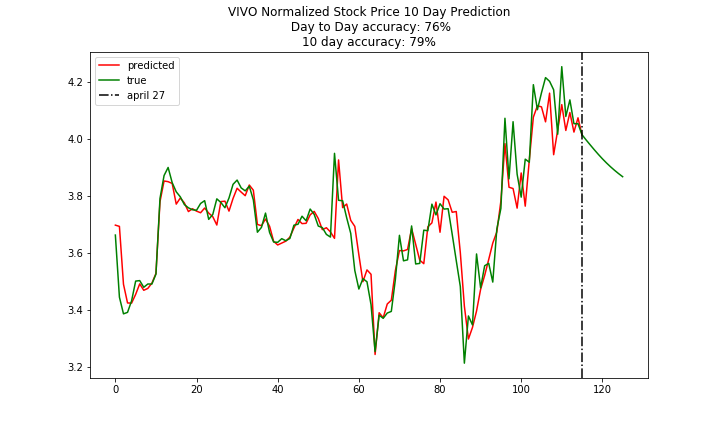 VIVO Normalized Stock Price 10 Day Prediction
Day to Day accuracy: 76%
10 day accuracy: 79%
predicted
true
april 27
4.2
4.0
3.8
3.6
3.4
3.2
0 20 40 60 80 100 120